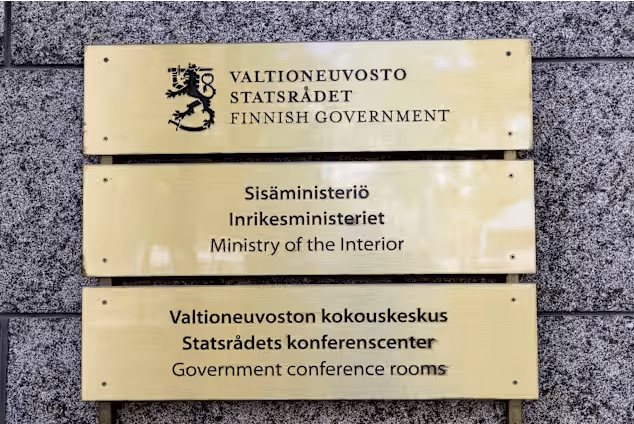 VALTIONEUVOSTO
STATSRÅDET
FINNISH GOVERNMENT
Sisäministeriö
Inrikesministeriet
Ministry of the Interior
Valtioneuvoston kokouskeskus
Statsrådets konferenscenter
Government conference rooms